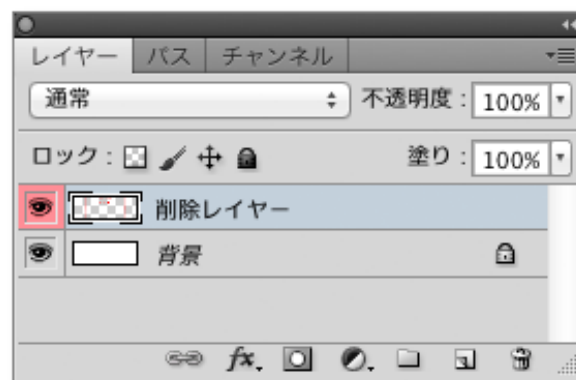 レイヤー パス チャンネル
通常 不透明度 : 100%
ロック : 塗り : 100%
削除レイヤー
背景
fx.